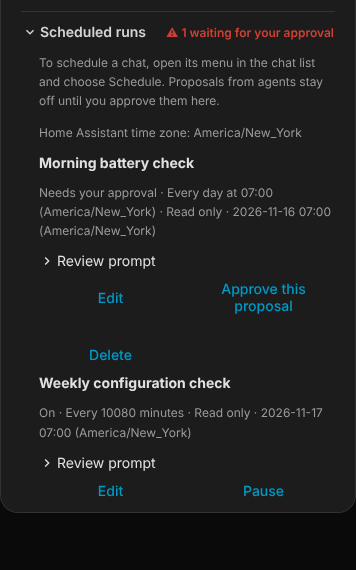 Scheduled runs
1 waiting for your approval
To schedule a chat, open its menu in the chat list
and choose Schedule. Proposals from agents stay
off until you approve them here.
Home Assistant time zone: America/New_York
Morning battery check
Needs your approval · Every day at 07:00
(America/New_York) · Read only · 2026-11-16 07:00
(America/New_York)
Review prompt
Edit
Approve this
proposal
Delete
Weekly configuration check
On · Every 10080 minutes · Read only · 2026-11-17
07:00 (America/New_York)
Review prompt
Edit
Pause